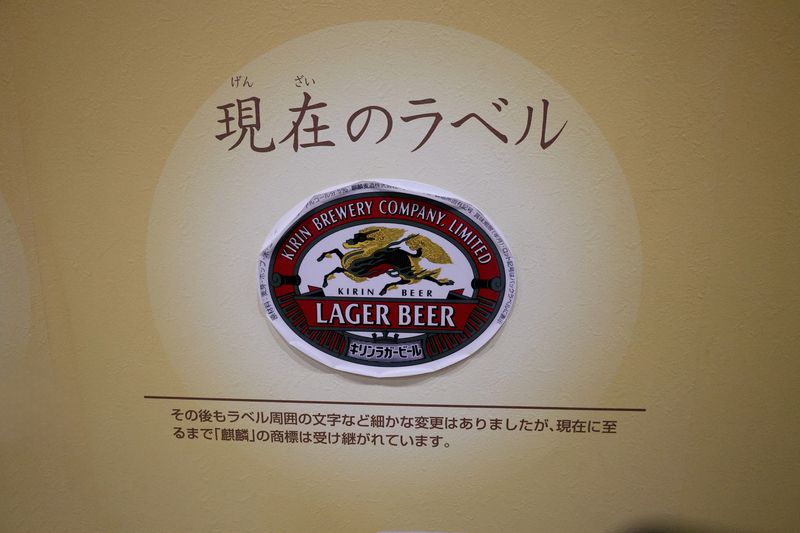 げん ざい
現在のラベル
KIRIN BREWERY COMPANY, LIMITED
KIRIN BEER
LAGER BEER
キリンラガービール
その後もラベル周囲の文字など細かな変更はありましたが、現在に至
るまで「麒麟」の商標は受け継がれています。